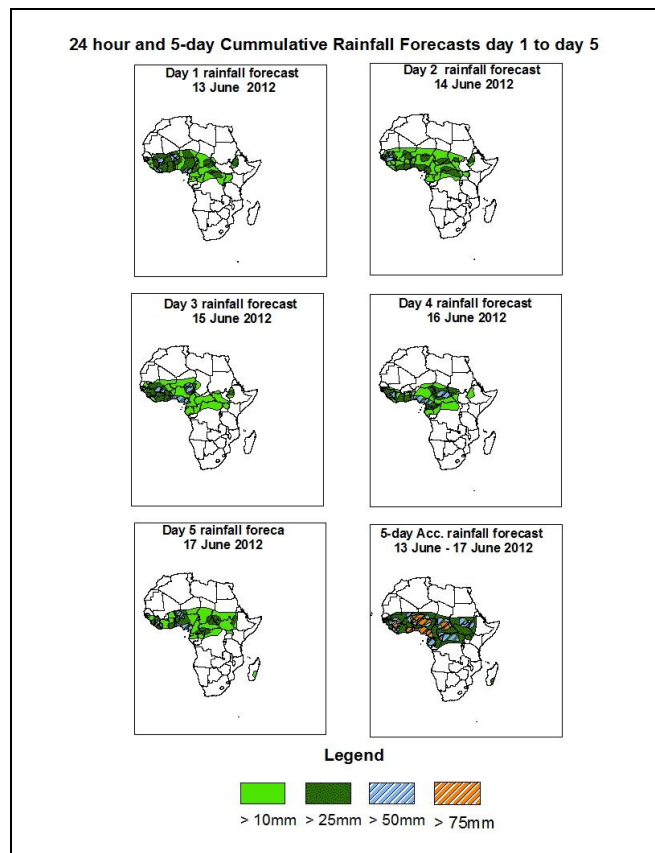 24 hour and 5-day Cummulative Rainfall Forecasts day 1 to day 5
Day 1 rainfall forecast
13 June 2012
Day 2 rainfall forecast
14 June 2012
Day 3 rainfall forecast
15 June 2012
Day 4 rainfall forecast
16 June 2012
Day 5 rainfall foreca
17 June 2012
5-day Acc. rainfall forecast
13 June - 17 June 2012
Legend
> 10mm > 25mm > 50mm > 75mm